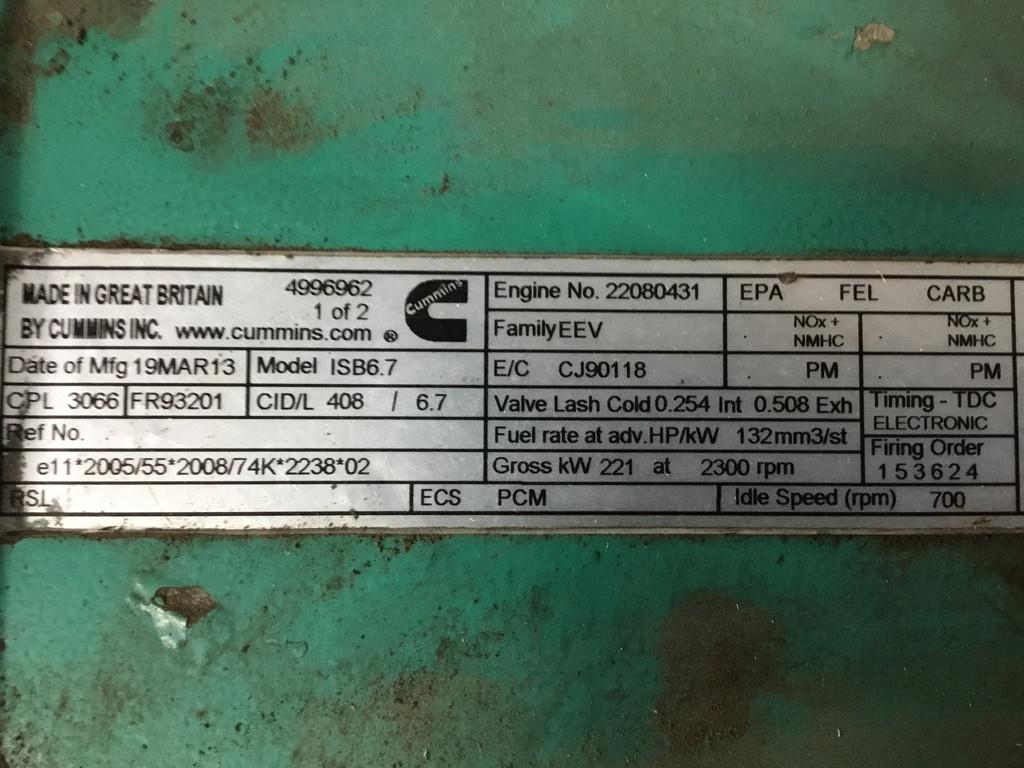 MADE IN GREAT BRITAIN 4996962
1 of 2
BY CUMMINS INC. www.cummins.com ®
Cummins
Date of Mfg 19MAR13 Model ISB6.7
CPL 3066 FR93201 CID/L 408 / 6.7
Ref No.
e11*2005/55*2008/74K*2238*02
RSL ECS PCM Idle Speed (rpm) 700
Engine No. 22080431
Family EEV
E/C CJ90118
Valve Lash Cold 0.254 Int 0.508 Exh
Fuel rate at adv.HP/kW 132mm3/st
Gross kW 221 at 2300 rpm
EPA FEL CARB
NOx + NOx +
NMHC NMHC
PM PM
Timing - TDC
ELECTRONIC
Firing Order
153624